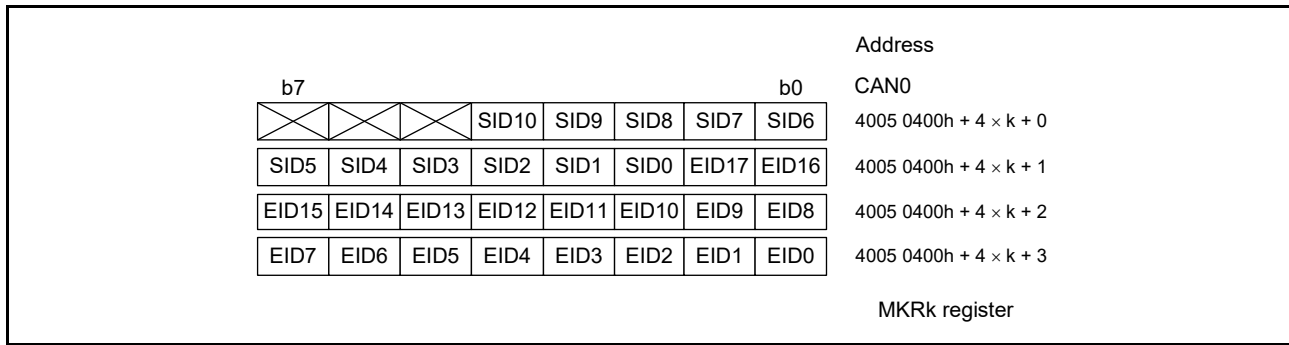 Address
b7 b0 CAN0
SID10 SID9 SID8 SID7 SID6 4005 0400h + 4 × k + 0
SID5 SID4 SID3 SID2 SID1 SID0 EID17 EID16 4005 0400h + 4 × k + 1
EID15 EID14 EID13 EID12 EID11 EID10 EID9 EID8 4005 0400h + 4 × k + 2
EID7 EID6 EID5 EID4 EID3 EID2 EID1 EID0 4005 0400h + 4 × k + 3
MKRk register